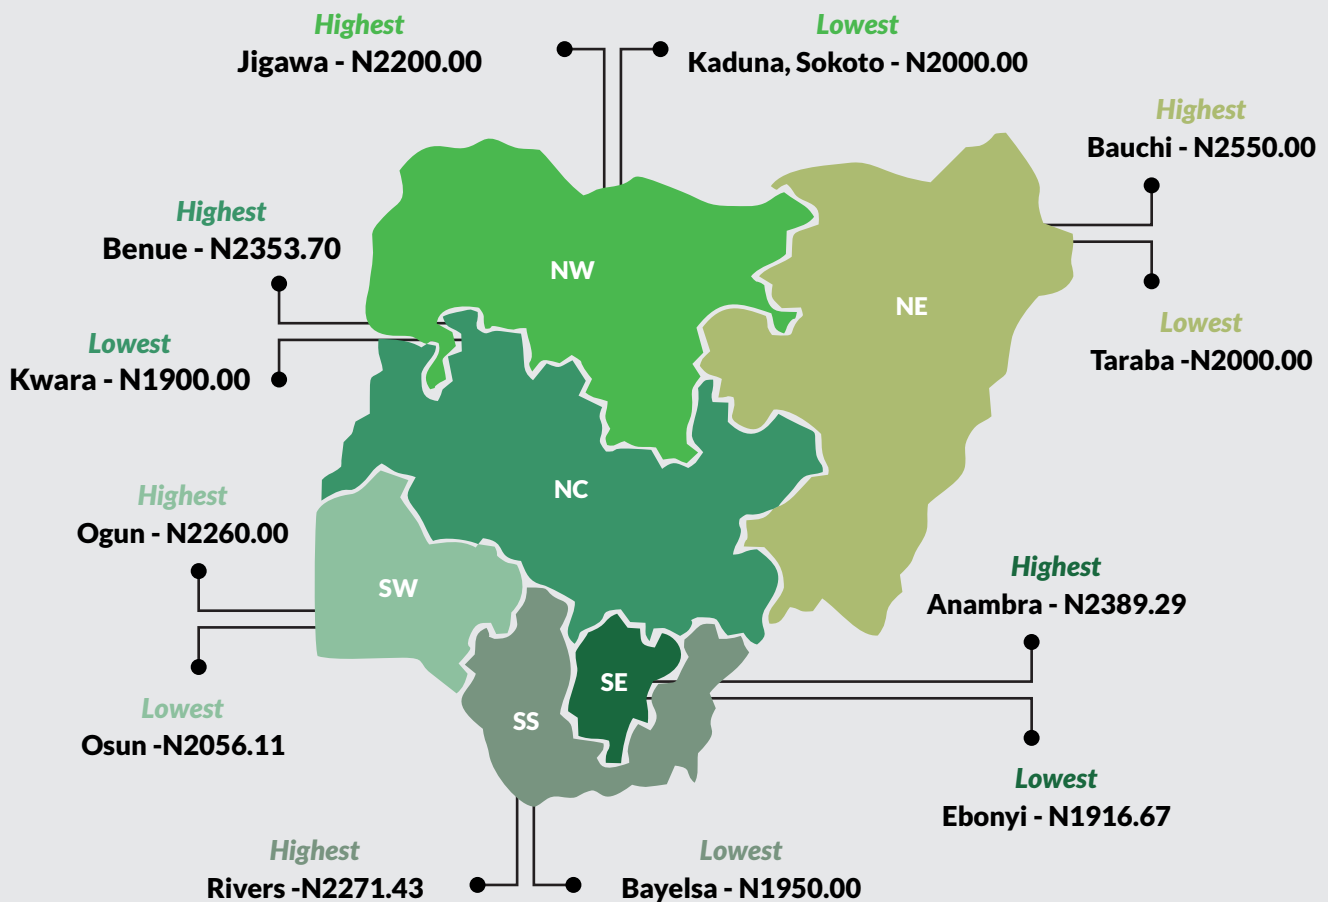 Highest
Jigawa - N2200.00
Lowest
Kaduna, Sokoto - N2000.00
Highest
Bauchi - N2550.00
Highest
Benue - N2353.70
NW
NE
Lowest
Taraba -N2000.00
Lowest
Kwara - N1900.00
NC
Highest
Ogun - N2260.00
SW
Highest
Anambra - N2389.29
SE
SS
Lowest
Osun -N2056.11
Lowest
Ebonyi - N1916.67
Highest
Rivers -N2271.43
Lowest
Bayelsa - N1950.00